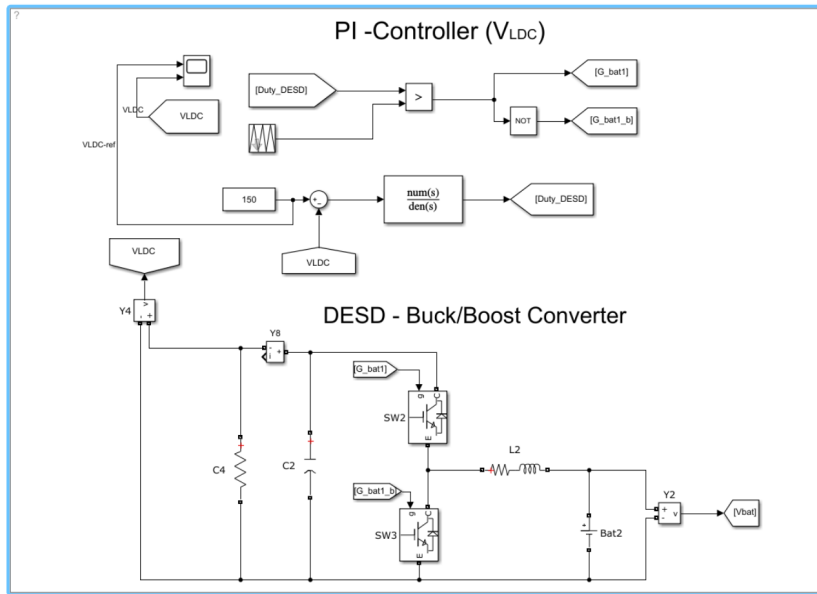 ?
PI -Controller (VLDC)
[Duty_DESD]
>
[G_bat1]
NOT
[G_bat1_b]
VLDC
VLDC
VLDC-ref
150
+
-
num(s)
den(s)
[Duty_DESD]
VLDC
VLDC
Y4
v
- +
DESD - Buck/Boost Converter
Y8
-
i
+
[G_bat1]
g
C
SW2
E
+
C4
+
C2
L2
+
[G_bat1_b]
g
C
SW3
E
+
Bat2
Y2
+
-
v
[Vbat]